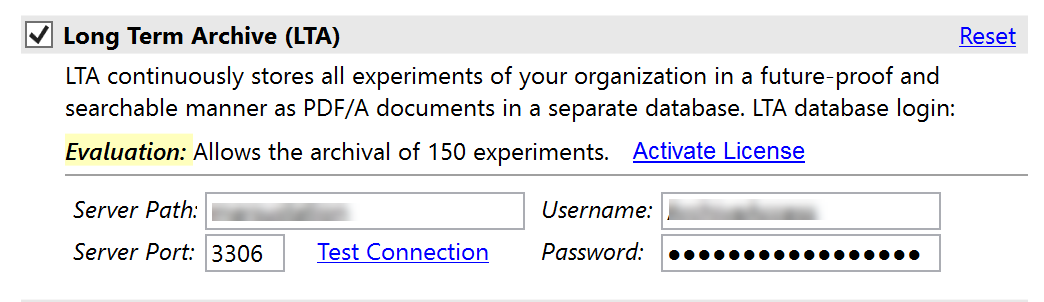 Long Term Archive (LTA) Reset
LTA continuously stores all experiments of your organization in a future-proof and
searchable manner as PDF/A documents in a separate database. LTA database login:
Evaluation: Allows the archival of 150 experiments. Activate License
Server Path: Username:
Server Port: 3306 Test Connection Password: ●●●●●●●●●●●●●●●●●